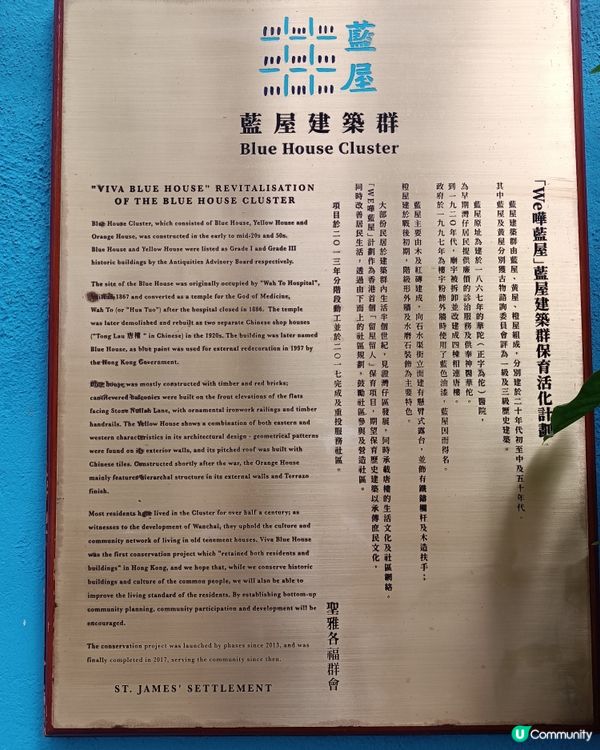 藍屋
藍屋建築群
Blue House Cluster
"VIVA BLUE HOUSE" REVITALISATION
OF THE BLUE HOUSE CLUSTER
Blue House Cluster, which consisted of Blue House, Yellow House and
Orange House, was constructed in the early to mid-20s and 50s.
Blue House and Yellow House were listed as Grade I and Grade III
historic buildings by the Antiquities Advisory Board respectively.
The site of the Blue House was originally occupied by "Wah To Hospital",
1867 and converted as a temple for the God of Medicine,
Wah To (or "Hua Tuo") after the hospital closed in 1886. The temple
was later demolished and rebuilt as two separate Chinese shop houses
("Tong Lau 唐樓" in Chinese) in the 1920s. The building was later named
Blue House, as blue paint was used for external redecoration in 1997 by
the Hong Kong Government.
Blue house was mostly constructed with timber and red bricks;
cantilevered balconies were built on the front elevations of the flats
facing Stone Nullah Lane, with ornamental ironwork railings and timber
handrails. The Yellow House shows a combination of both eastern and
western characteristics in its architectural design - geometrical patterns
were found on its exterior walls, and its pitched roof was built with
Chinese tiles. Constructed shortly after the war, the Orange House
mainly features hierarchal structure in its external walls and Terrazo
finish.
Most residents have lived in the Cluster for over half a century; as
witnesses to the development of Wanchai, they uphold the culture and
community network of living in old tenement houses. Viva Blue House
was the first conservation project which "retained both residents and
buildings" in Hong Kong, and we hope that, while we conserve historic
buildings and culture of the common people, we will also be able to
improve the living standard of the residents. By establishing bottom-up
community planning, community participation and development will be
encouraged.
The conservation project was launched by phases since 2013, and was
finally completed in 2017, serving the community since then.
ST. JAMES' SETTLEMENT
「We嘩藍屋」藍屋建築群保育活化計劃
藍屋建築群由藍屋、黃屋、橙屋組成，分別建於二十年代初至中及五十年代，
其中藍屋及黃屋分別獲古物諮詢委員會評為一級及三級歷史建築。
藍屋原址為建於一八六七年的華陀（正字為佗）醫院，
為早期灣仔居民提供廉價的診治服務及供奉神醫華佗。
到一九二〇年代，廟宇被拆卸並改建成四棟相連唐樓。
政府於一九九七年為樓宇粉飾外牆時使用了藍色油漆，藍屋因而得名。
藍屋主要由木及紅磚建成，向石水渠街立面建有懸臂式露台，並飾有鐵鏽欄杆及木造扶手；
橙屋建於戰後初期，階級形外牆及水磨石裝飾為主要特色。
大部份民居於建築群內生活半個世紀，見證灣仔區發展，同時承載唐樓的生活文化及社區網絡。
「WE嘩藍屋」計劃作為香港首個「留屋留人」保育項目，期望保育歷史建築以承傳庶民文化，
同時改善居民生活，透過由下而上的社區規劃，鼓勵社區參與及營造社區。
項目於二〇一三年分階段動工並於二〇一七完成及重投服務社區。
聖雅各福群會
U Community